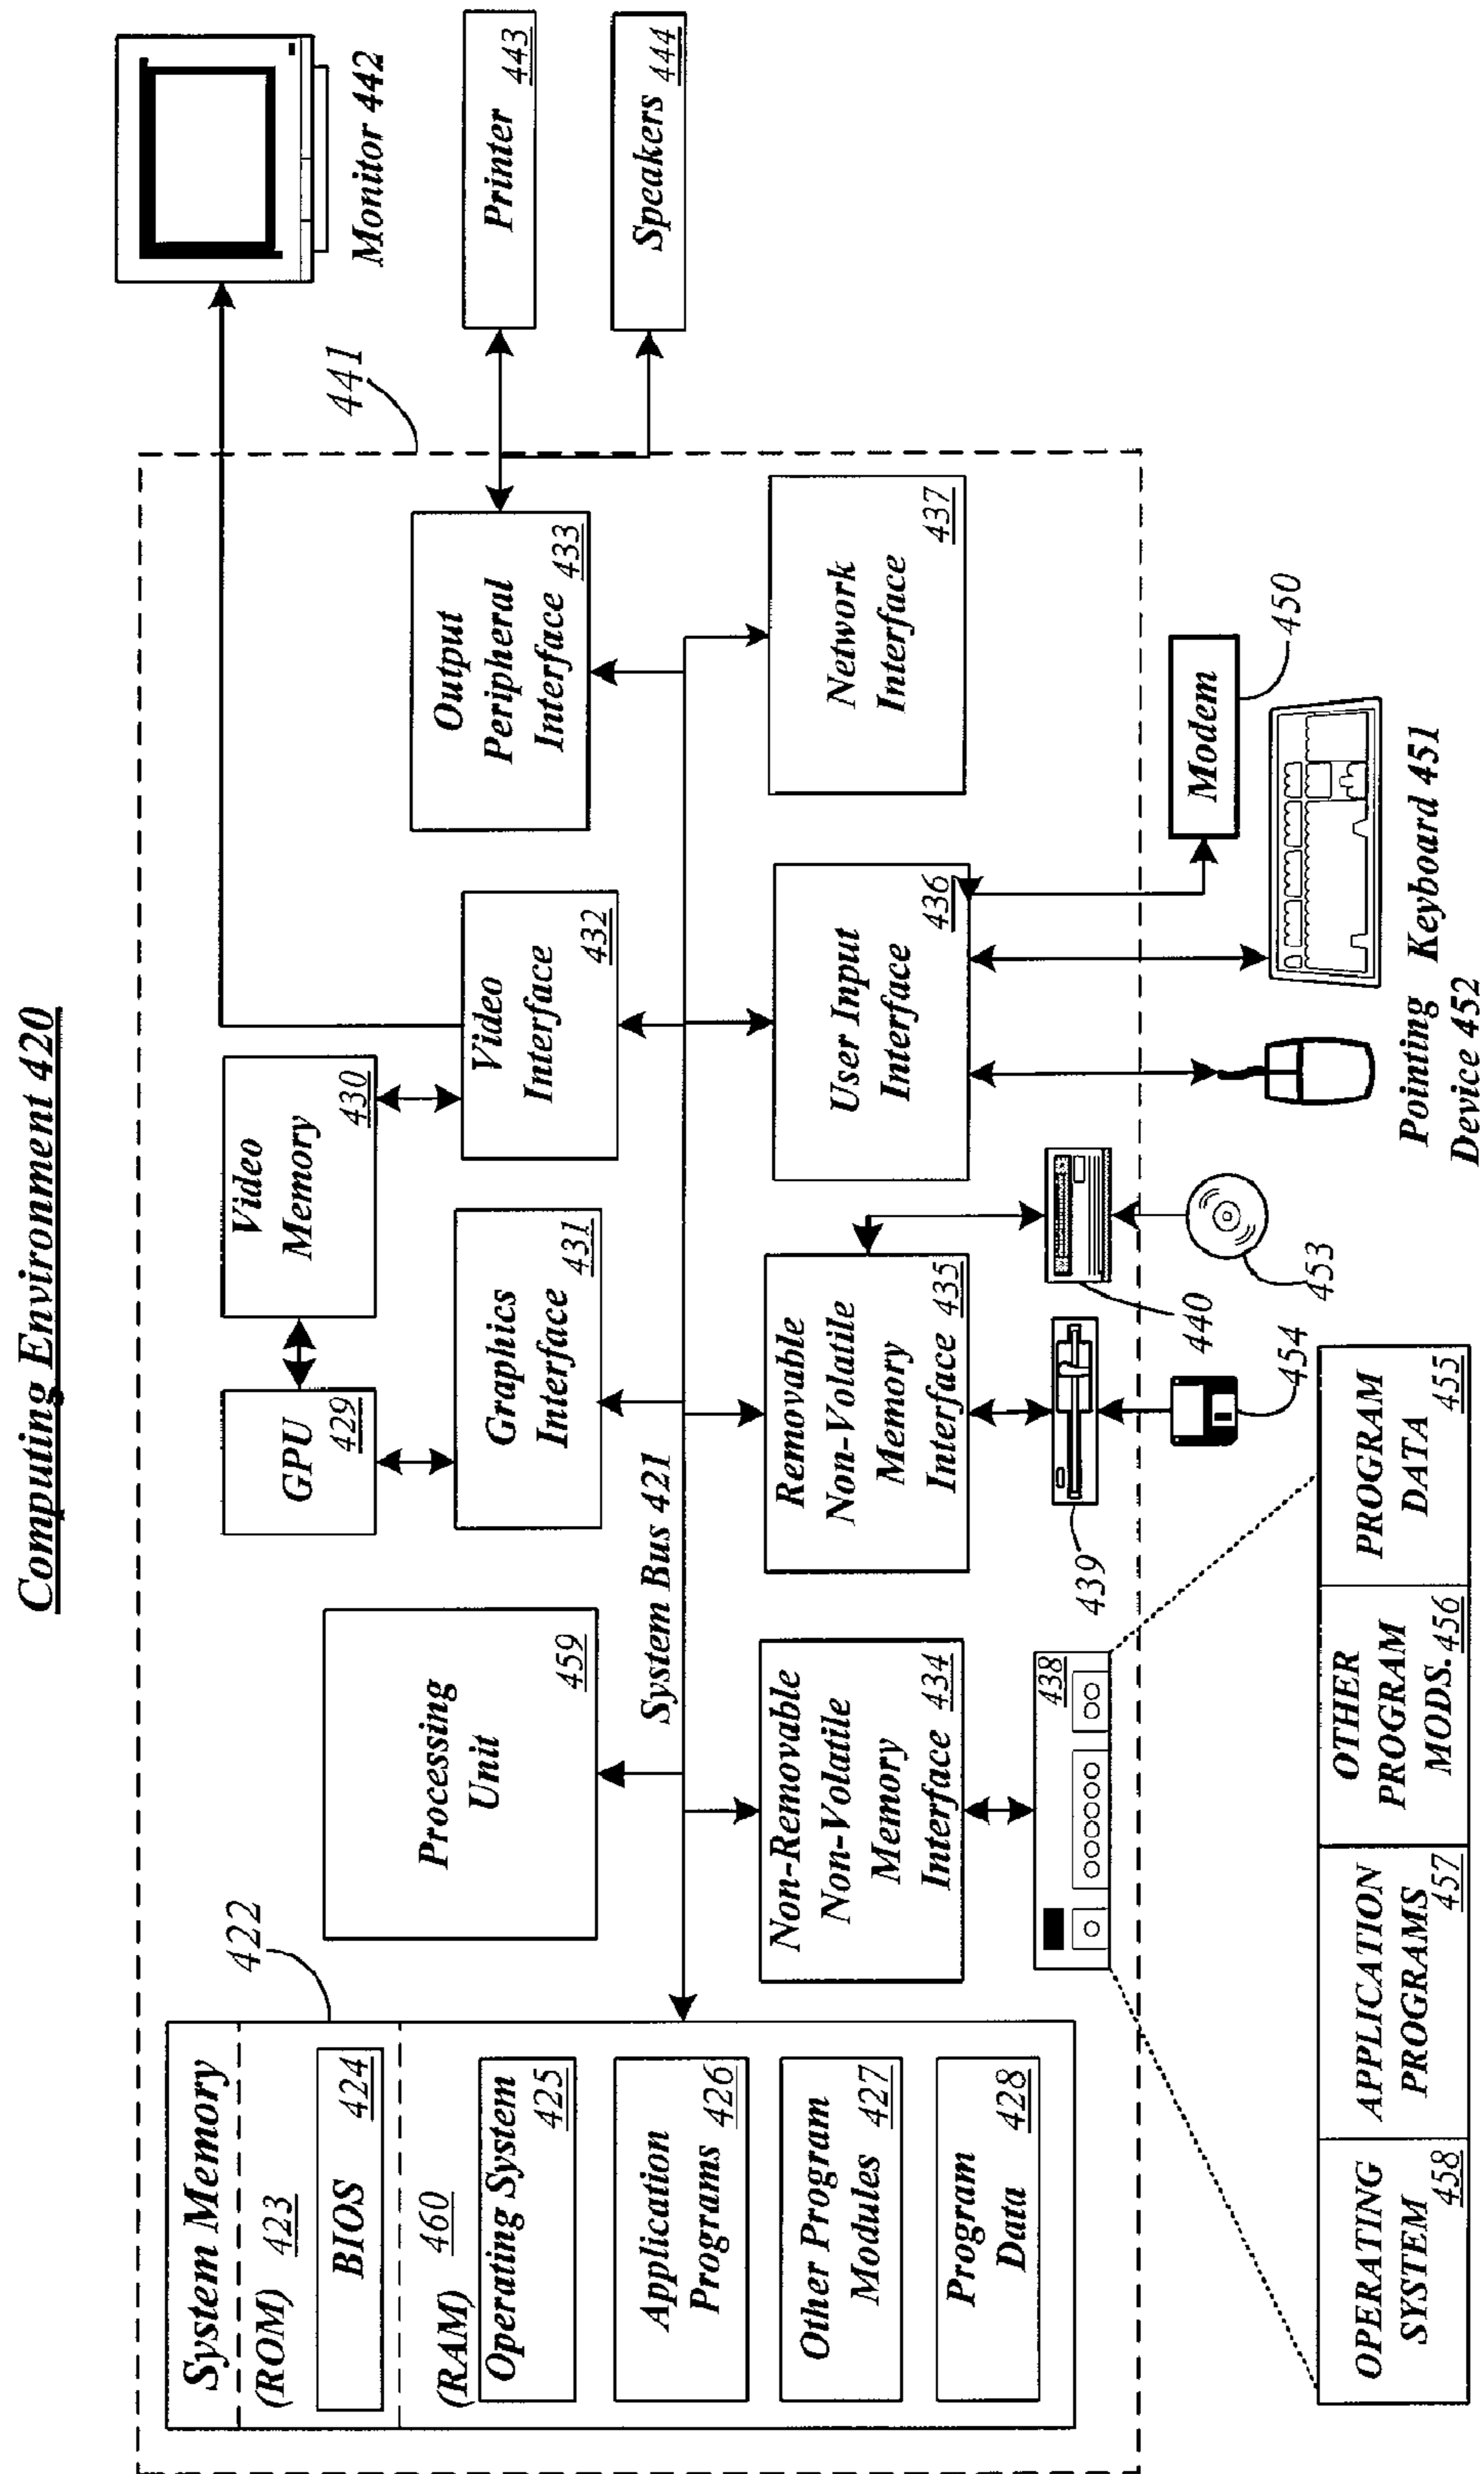 Computing Environment 420
System Memory
(ROM) 423
BIOS 424
(RAM) 460
Operating System
425
Application
Programs 426
Other Program
Modules 427
Program
Data 428
422
Processing
Unit
459
System Bus 421
GPU
429
Video
Memory
430
Graphics
Interface
431
Video
Interface
432
Output
Peripheral
Interface
433
441
Monitor 442
Printer 443
Speakers 444
Non-Removable
Non-Volatile
Memory
Interface 434
Removable
Non-Volatile
Memory
Interface 435
User Input
Interface
436
Network
Interface
437
438
439
440
454
453
Modem
450
Keyboard 451
Pointing
Device 452
OPERATING
SYSTEM
458
APPLICATION
PROGRAMS
457
OTHER
PROGRAM
MODS. 456
PROGRAM
DATA
455